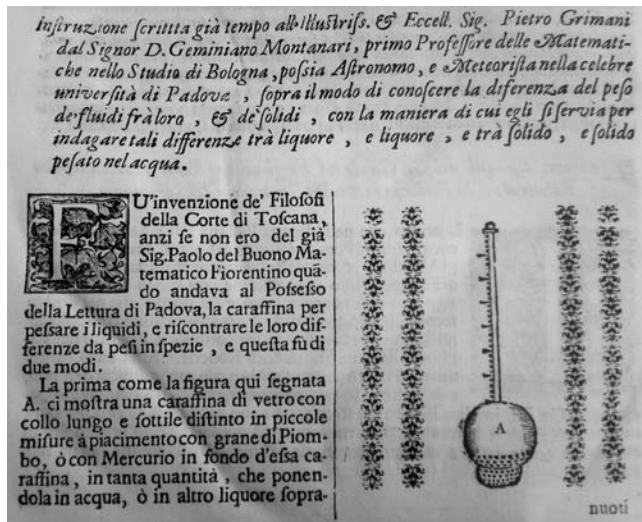 Inſtruzione ſcritta già tempo all'Illuſtriſs. & Eccell. Sig. Pietro Grimani
dal Signor D. Geminiano Montanari, primo Profeſſore delle Matemati-
che nello Studio di Bologna, poſsia Aſtronomo, e Meteoriſta nella celebre
univerſità di Padova , ſopra il modo di conoſcere la diferenza del peſo
de'fluidi frà loro , & de'ſolidi , con la maniera di cui egli ſi ſervia per
indagare tali differenze trà liquore , e liquore , e trà ſolido , e ſolido
peſato nel acqua.
FU'invenzione de' Filoſofi
della Corte di Toſcana,
anzi ſe non ero del già
Sig. Paolo del Buono Ma-
tematico Fiorentino quã-
do andava al Poſseſso
della Lettura di Padova, la caraffina per
peſsare i liquidi, e riſcontrare le loro dif-
ferenze da peſi in ſpezie , e queſta fù di
due modi.
La prima come la figura qui ſegnata
A. ci moſtra una caraffina di vetro con
collo lungo e ſottile diſtinto in piccole
miſure à piacimento con grane di Piom-
bo, ò con Mercurio in fondo d'eſsa ca-
raffina , in tanta quantità , che ponen-
dola in acqua, ò in altro liquore ſopra-
A
nuoti